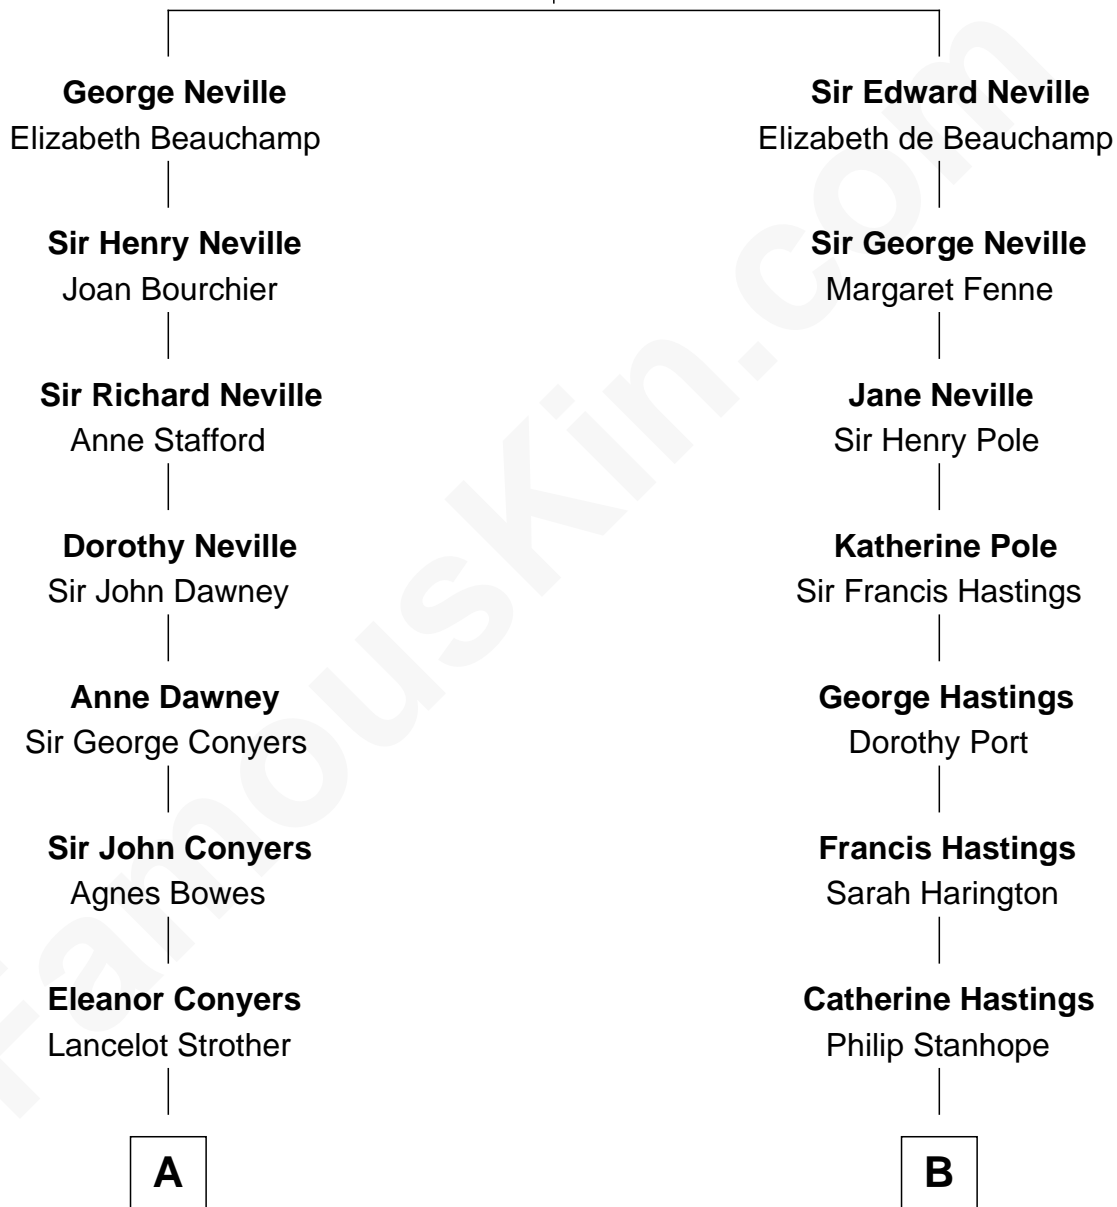 George Neville
Elizabeth Beauchamp
Sir Henry Neville
Joan Bourchier
Sir Richard Neville
Anne Stafford
Dorothy Neville
Sir John Dawney
Anne Dawney
Sir George Conyers
Sir John Conyers
Agnes Bowes
Eleanor Conyers
Lancelot Strother
A
Sir Edward Neville
Elizabeth de Beauchamp
Sir George Neville
Margaret Fenne
Jane Neville
Sir Henry Pole
Katherine Pole
Sir Francis Hastings
George Hastings
Dorothy Port
Francis Hastings
Sarah Harington
Catherine Hastings
Philip Stanhope
B
FamousKin.com